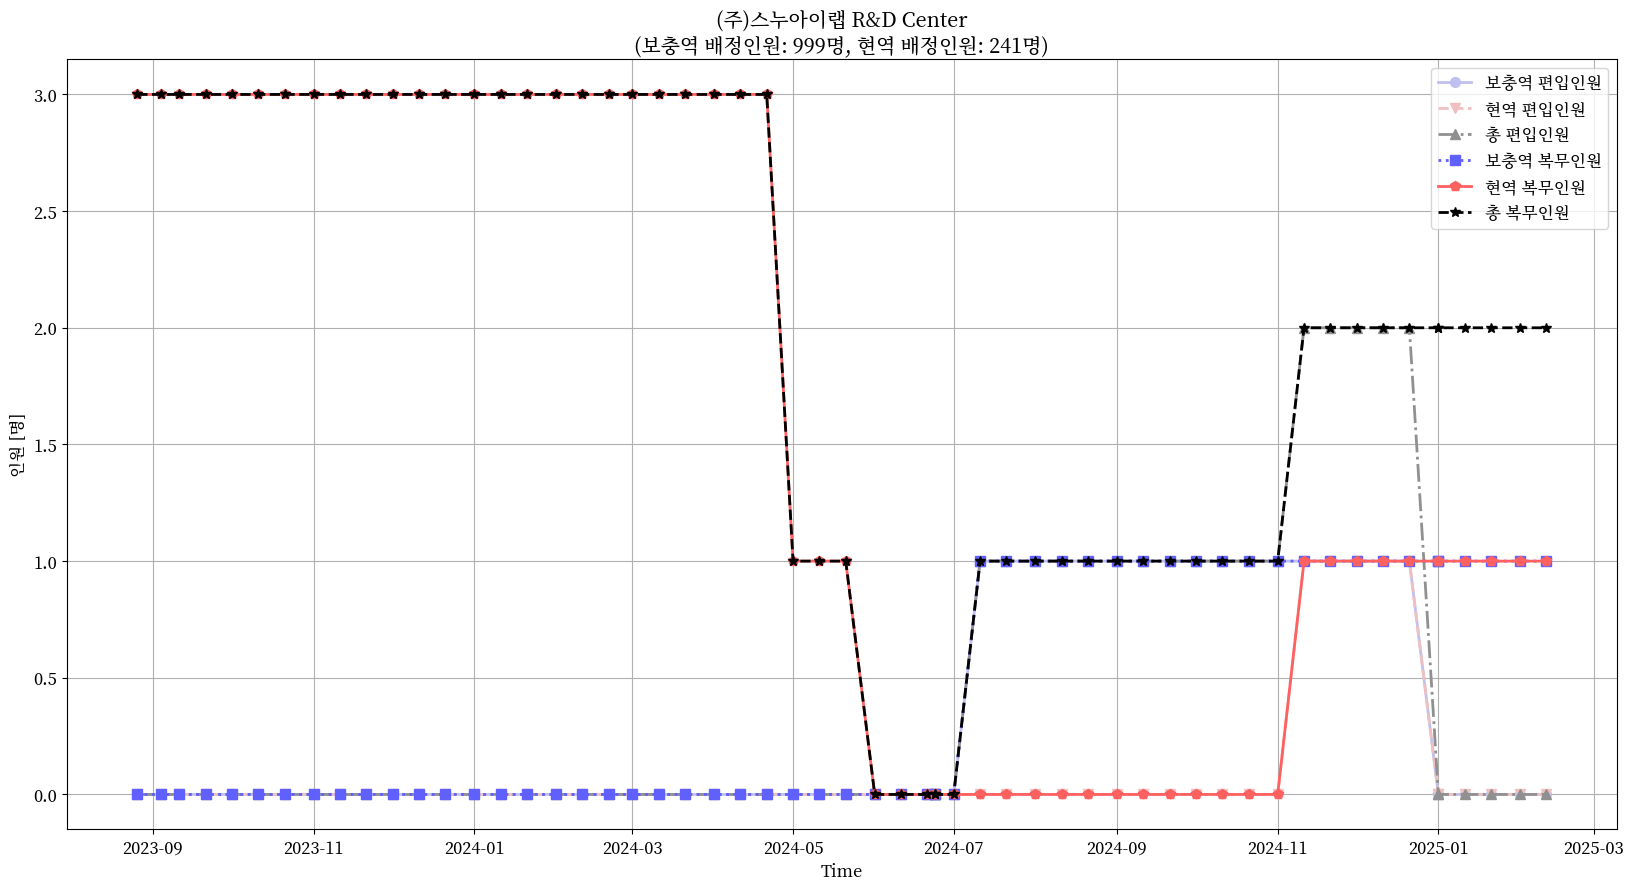 (주)스누아이랩 R&D Center
(보충역 배정인원: 999명, 현역 배정인원: 241명)
보충역 편입인원
현역 편입인원
총 편입인원
보충역 복무인원
현역 복무인원
총 복무인원
인원 [명]
3.0
2.5
2.0
1.5
1.0
0.5
0.0
2023-09
2023-11
2024-01
2024-03
2024-05
2024-07
2024-09
2024-11
2025-01
2025-03
Time